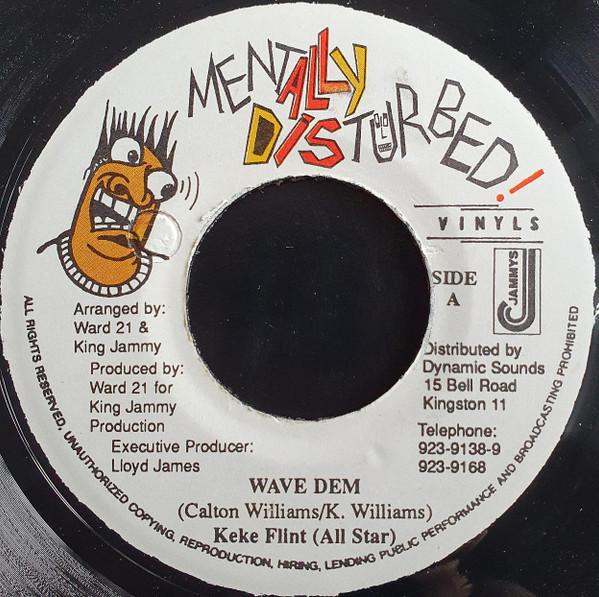 MENTALLY
DISTURBED!
VINYLS
SIDE
A
JAMMYS
Arranged by:
Ward 21 &
King Jammy
Produced by:
Ward 21 for
King Jammy
Production
Executive Producer:
Lloyd James
Distributed by
Dynamic Sounds
15 Bell Road
Kingston 11
Telephone:
923-9138-9
923-9168
WAVE DEM
(Calton Williams/K. Williams)
Keke Flint (All Star)
ALL RIGHTS RESERVED, UNAUTHORIZED COPYING, REPRODUCTION, HIRING, LENDING PUBLIC PERFORMANCE AND BROADCASTING PROHIBITED